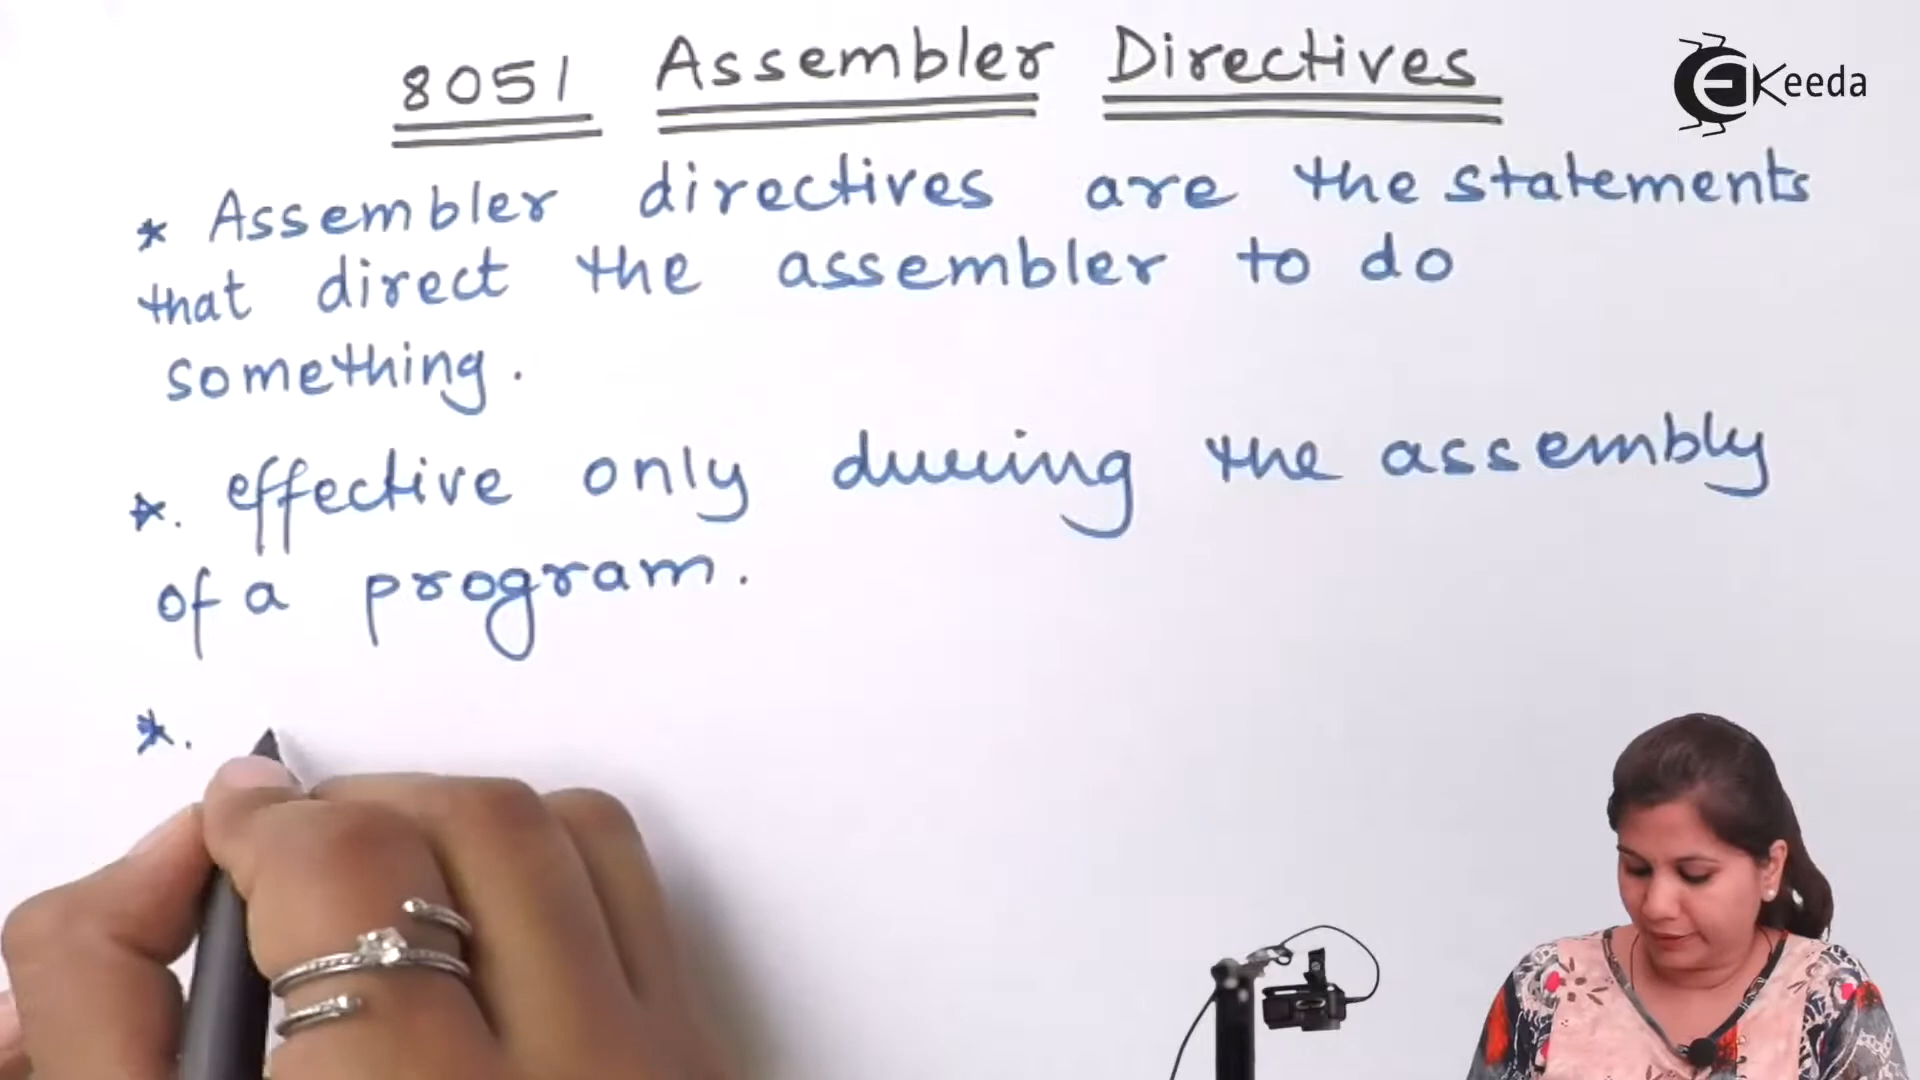 8051 Assembler Directives
EKeeda
* Assembler directives are the statements
that direct the assembler to do
something.
*. effective only during the assembly
of a program.
*.